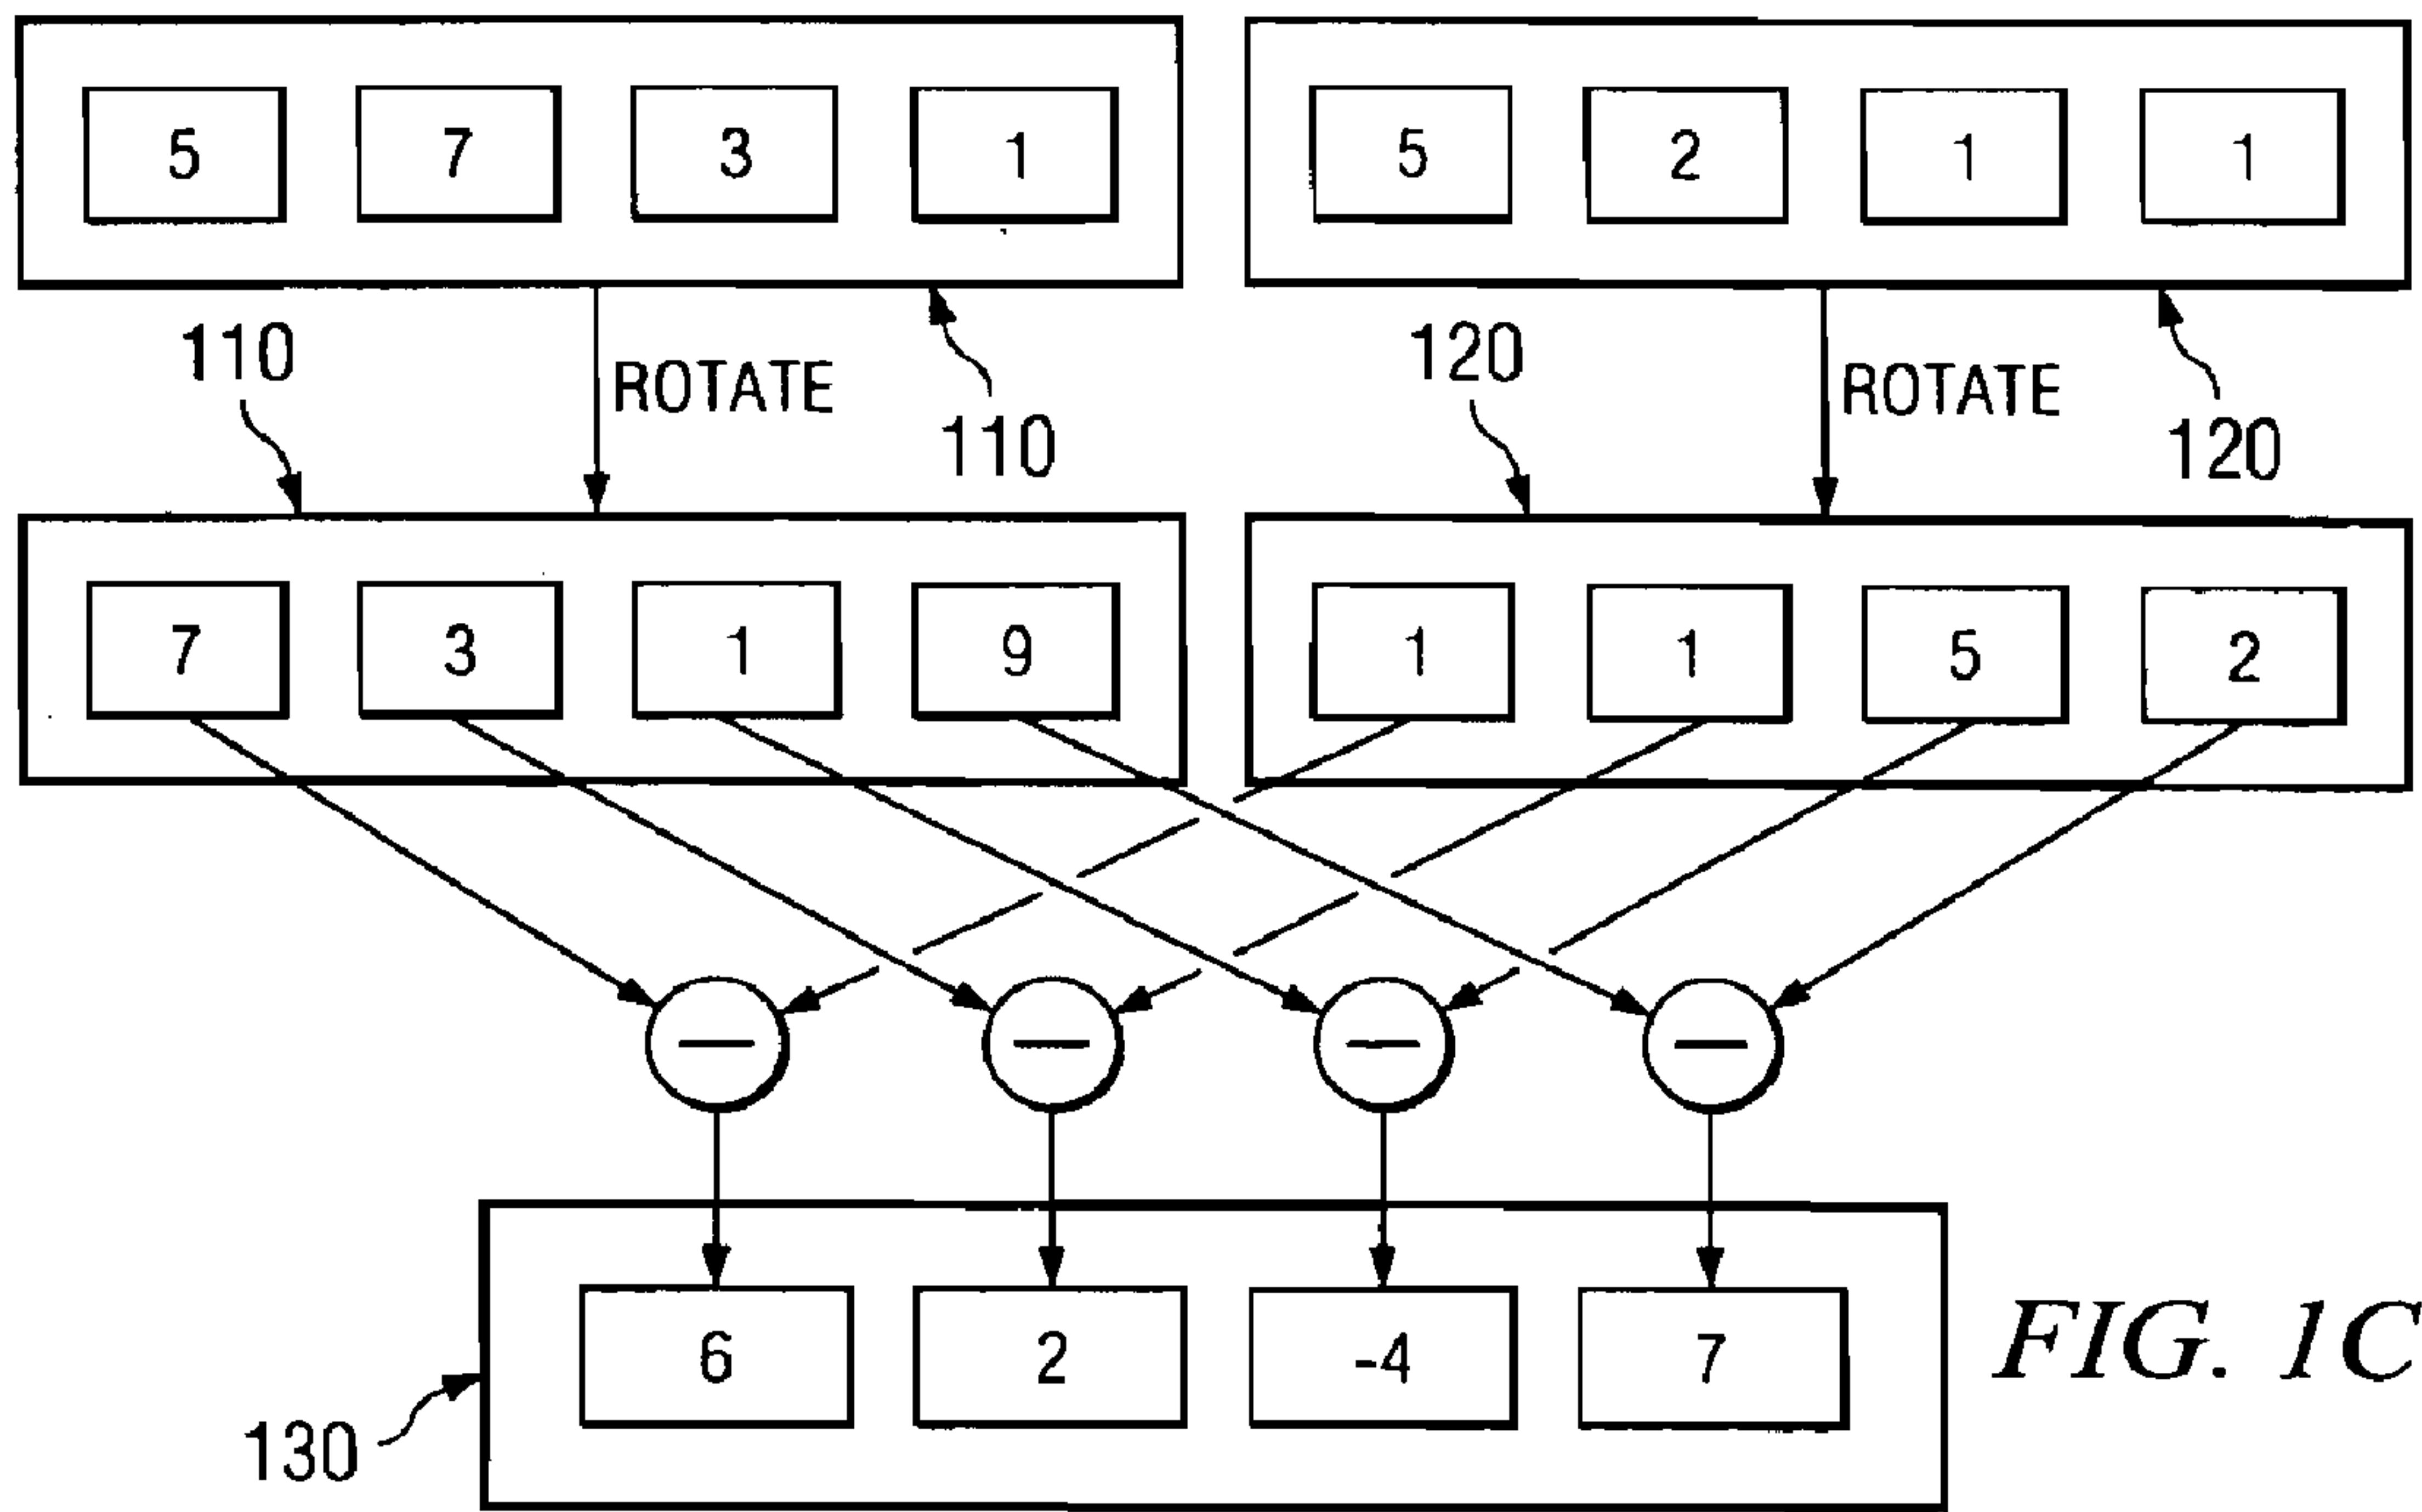 5 7 3 1 5 2 1 1
110 ROTATE 110 120 ROTATE 120
7 3 1 9 1 1 5 2
— — — —
6 2 -4 7
130
FIG. 1C